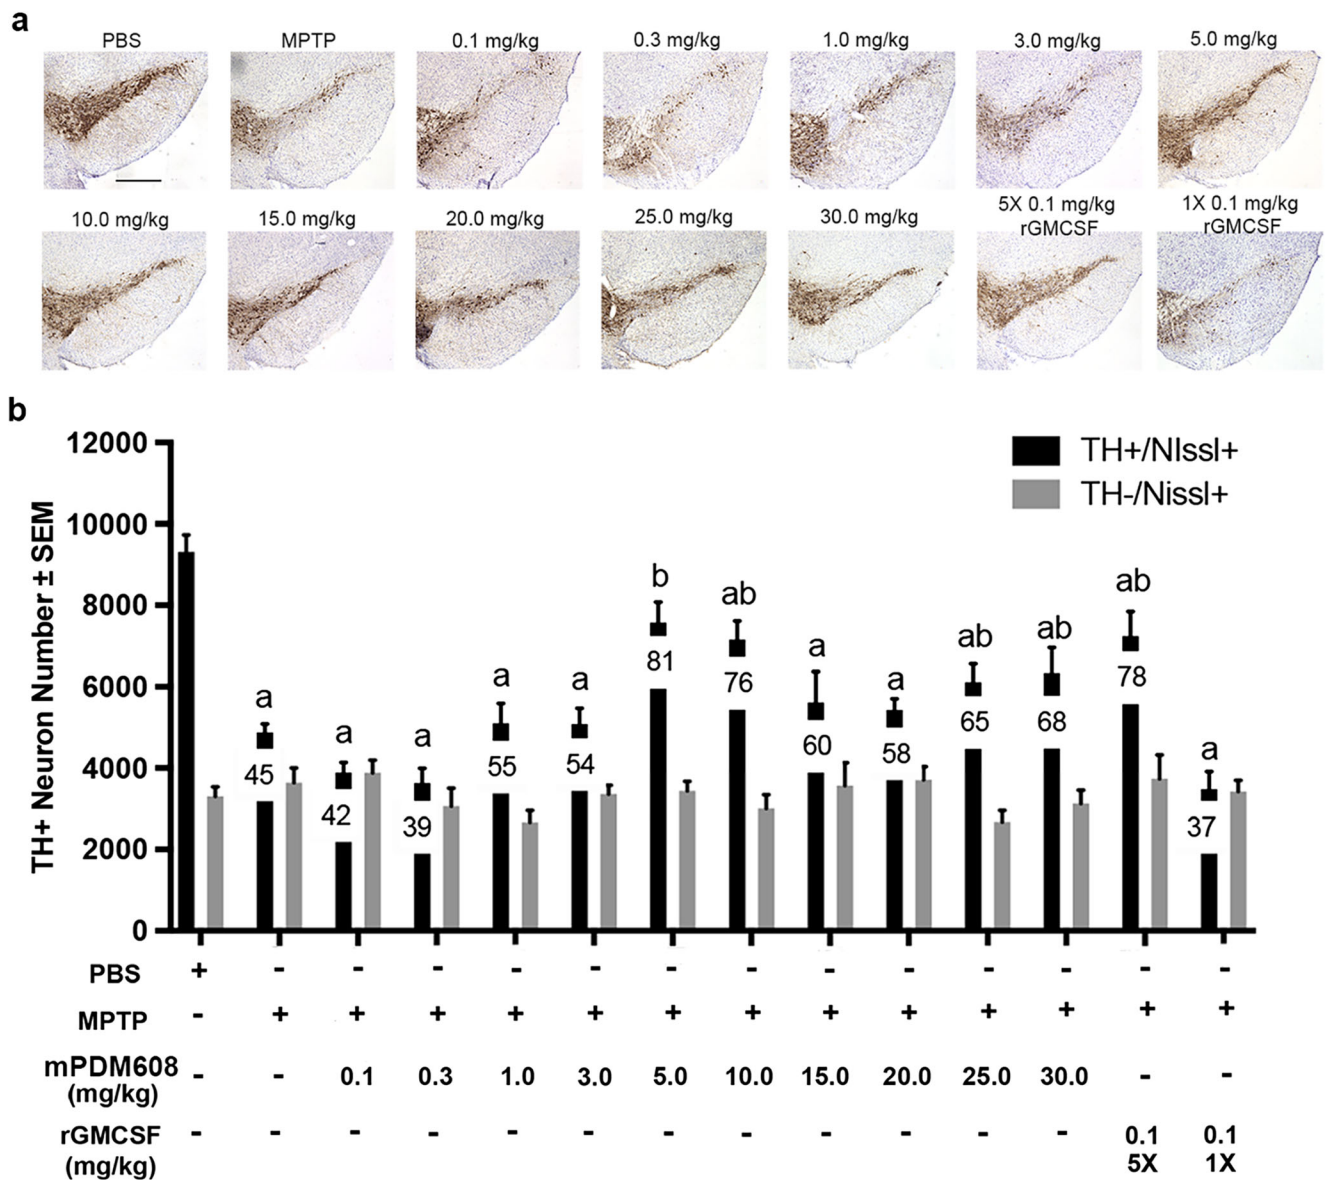 a
PBS MPTP 0.1 mg/kg 0.3 mg/kg 1.0 mg/kg 3.0 mg/kg 5.0 mg/kg
10.0 mg/kg 15.0 mg/kg 20.0 mg/kg 25.0 mg/kg 30.0 mg/kg 5X 0.1 mg/kg 1X 0.1 mg/kg
rGMCSF rGMCSF
b
TH+ Neuron Number ± SEM
12000
10000
8000
6000
4000
2000
0
TH+/NIssl+
TH-/Nissl+
a a a a a b ab a a ab ab ab a
45 42 39 55 54 81 76 60 58 65 68 78 37
PBS + - - - - - - - - - - - - -
MPTP - + + + + + + + + + + + + +
mPDM608 - - 0.1 0.3 1.0 3.0 5.0 10.0 15.0 20.0 25.0 30.0 - -
(mg/kg)
rGMCSF - - - - - - - - - - - - 0.1 0.1
(mg/kg) 5X 1X